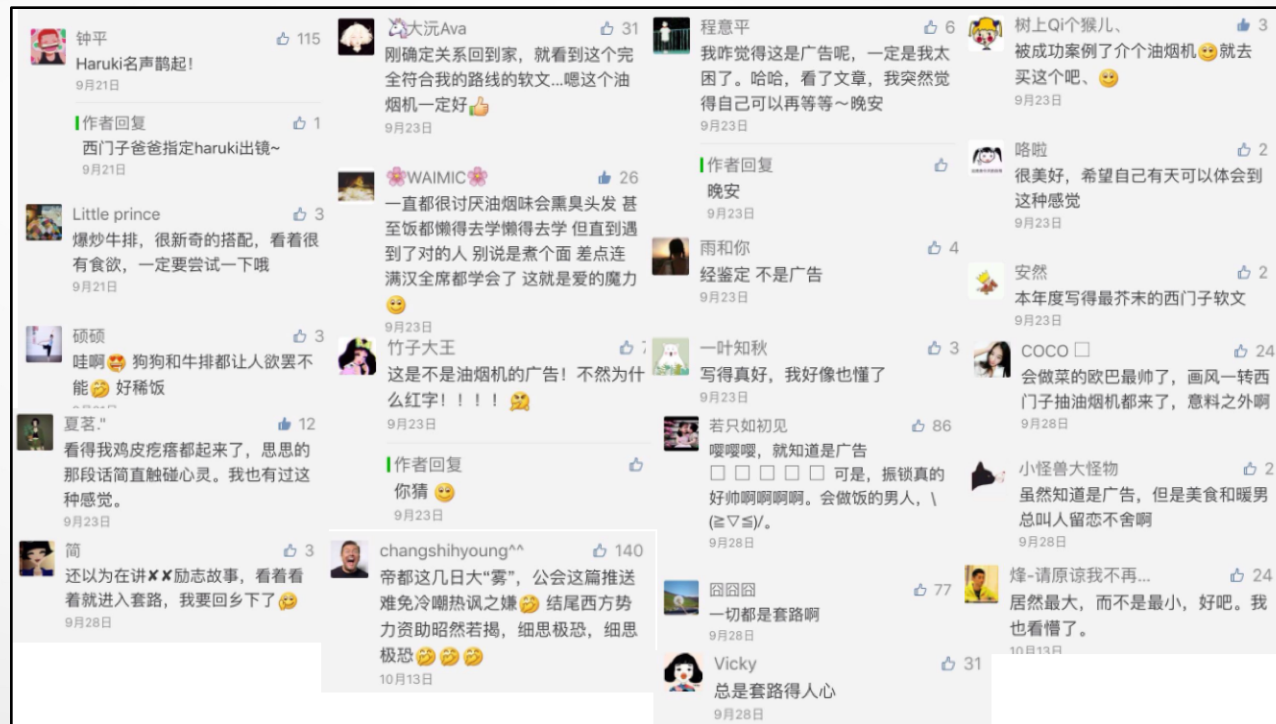 钟平 115
Haruki名声鹊起！
9月21日
作者回复 1
西门子爸爸指定haruki出镜~
9月21日
Little prince 3
爆炒牛排，很新奇的搭配，看着很
有食欲，一定要尝试一下哦
9月21日
硕硕 3
哇啊😍 狗狗和牛排都让人欲罢不
能🤣 好稀饭
夏茗." 12
看得我鸡皮疙瘩都起来了，思思的
那段话简直触碰心灵。我也有过这
种感觉。
9月23日
简 3
还以为在讲✘✘励志故事，看着看
着就进入套路，我要回乡下了
9月28日
🦄大沅Ava 31
刚确定关系回到家，就看到这个完
全符合我的路线的软文...嗯这个油
烟机一定好👍
9月23日
🌸WAIMIC🌸 26
一直都很讨厌油烟味会熏臭头发 甚
至饭都懒得去学懒得去学 但直到遇
到了对的人 别说是煮个面 差点连
满汉全席都学会了 这就是爱的魔力
9月23日
竹子大王
这是不是油烟机的广告！不然为什
么红字！！！！🤔
9月23日
作者回复
你猜
9月23日
changshihyoung^^ 140
帝都这几日大“雾”，公会这篇推送
难免冷嘲热讽之嫌🤣 结尾西方势
力资助昭然若揭，细思极恐，细思
极恐🤣🤣🤣
10月13日
程意平 6
我咋觉得这是广告呢，一定是我太
困了。哈哈，看了文章，我突然觉
得自己可以再等等～晚安
9月23日
作者回复
晚安
9月23日
雨和你 4
经鉴定 不是广告
9月23日
一叶知秋 3
写得真好，我好像也懂了
9月23日
若只如初见 86
嘤嘤嘤，就知道是广告
□ □ □ □ □ 可是，振锁真的
好帅啊啊啊啊。会做饭的男人，\
(≧▽≦)/。
9月28日
囧囧囧 77
一切都是套路啊
9月28日
Vicky 31
总是套路得人心
9月28日
树上Qi个猴儿、 3
被成功案例了介个油烟机就去
买这个吧、
9月23日
咯啦 2
很美好，希望自己有天可以体会到
这种感觉
9月23日
安然 2
本年度写得最芥末的西门子软文
9月23日
COCO □ 24
会做菜的欧巴最帅了，画风一转西
门子抽油烟机都来了，意料之外啊
9月28日
小怪兽大怪物 2
虽然知道是广告，但是美食和暖男
总叫人留恋不舍啊
9月28日
烽-请原谅我不再... 24
居然最大，而不是最小，好吧。我
也看懂了。
10月13日